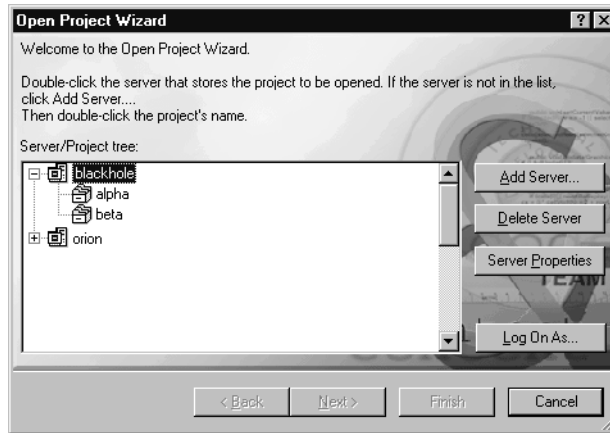 Open Project Wizard
Welcome to the Open Project Wizard.
Double-click the server that stores the project to be opened. If the server is not in the list,
click Add Server....
Then double-click the project's name.
Server/Project tree:
blackhole
alpha
beta
orion
Add Server...
Delete Server
Server Properties
TEAM
Log On As...
< Back
Next >
Finish
Cancel